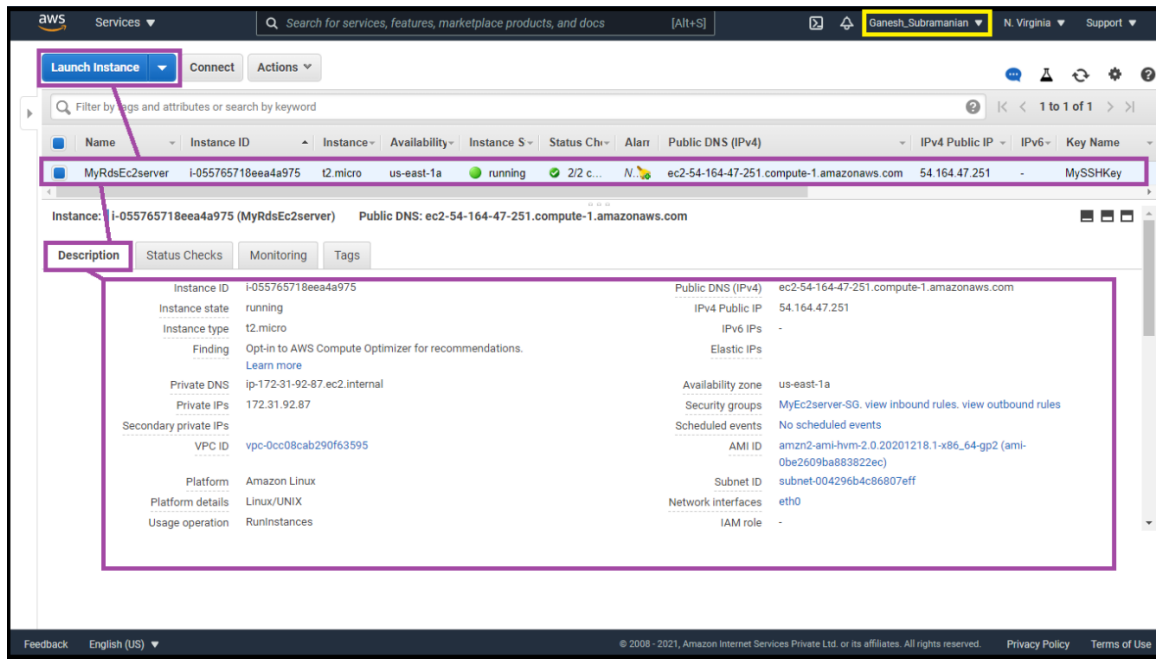 aws Services Search for services, features, marketplace products, and docs [Alt+S] Ganesh_Subramanian N. Virginia Support
Launch Instance Connect Actions
Filter by tags and attributes or search by keyword 1 to 1 of 1
Name Instance ID Instance Availability Instance S Status Che Alarr Public DNS (IPv4) IPv4 Public IP IPv6 Key Name
MyRdsEc2server i-055765718eea4a975 t2.micro us-east-1a running 2/2 c... N... ec2-54-164-47-251.compute-1.amazonaws.com 54.164.47.251 - MySSHKey
Instance: i-055765718eea4a975 (MyRdsEc2server) Public DNS: ec2-54-164-47-251.compute-1.amazonaws.com
Description Status Checks Monitoring Tags
Instance ID i-055765718eea4a975 Public DNS (IPv4) ec2-54-164-47-251.compute-1.amazonaws.com
Instance state running IPv4 Public IP 54.164.47.251
Instance type t2.micro IPv6 IPs -
Finding Opt-in to AWS Compute Optimizer for recommendations. Elastic IPs
Learn more
Private DNS ip-172-31-92-87.ec2.internal Availability zone us-east-1a
Private IPs 172.31.92.87 Security groups MyEc2server-SG. view inbound rules. view outbound rules
Secondary private IPs Scheduled events No scheduled events
VPC ID vpc-0cc08cab290f63595 AMI ID amzn2-ami-hvm-2.0.20201218.1-x86_64-gp2 (ami-
0be2609ba883822ec)
Platform Amazon Linux Subnet ID subnet-004296b4c86807eff
Platform details Linux/UNIX Network interfaces eth0
Usage operation RunInstances IAM role -
Feedback English (US) © 2008 - 2021, Amazon Internet Services Private Ltd. or its affiliates. All rights reserved. Privacy Policy Terms of Use